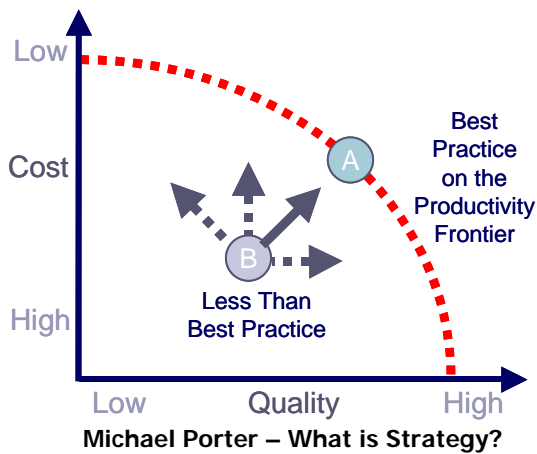 Low
Cost
High
A
B
Best
Practice
on the
Productivity
Frontier
Less Than
Best Practice
Low
Quality
High
Michael Porter – What is Strategy?